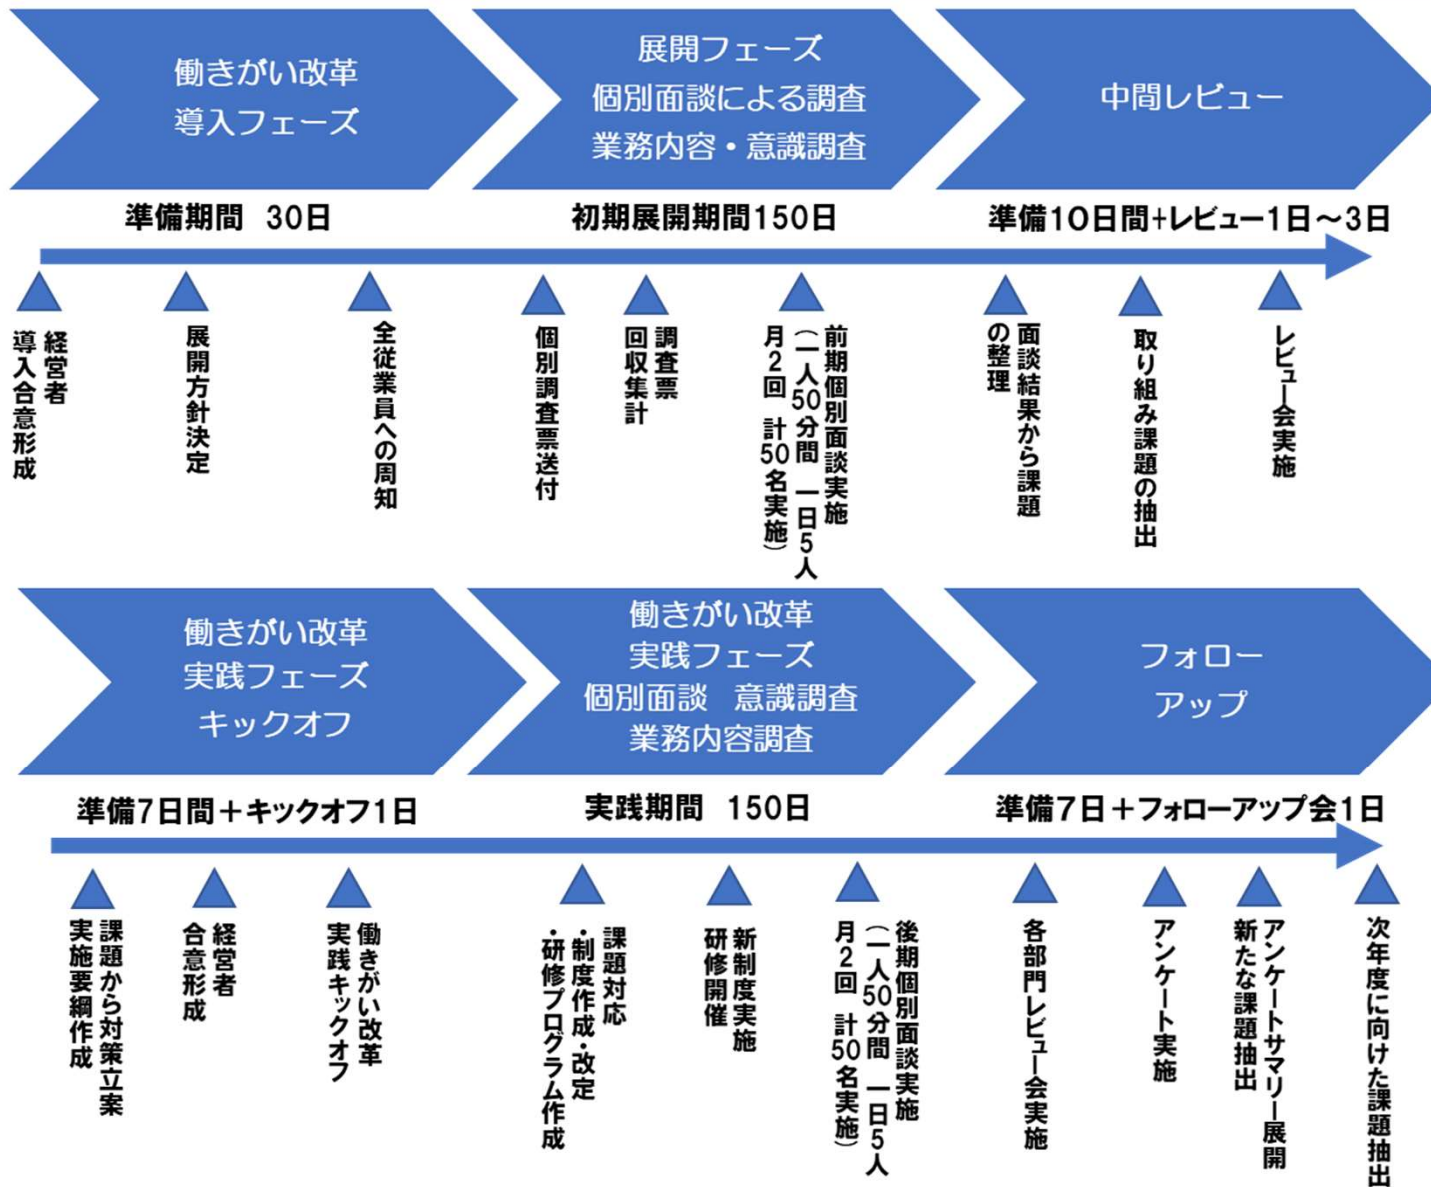 働きがい改革
導入フェーズ
展開フェーズ
個別面談による調査
業務内容・意識調査
中間レビュー
準備期間 30日
初期展開期間150日
準備10日間+レビュー1日～3日
経営者
導入合意形成
展開方針決定
全従業員への周知
個別調査票送付
調査票
回収集計
前期個別面談実施
(一人50分間 一日5人
月2回 計50名実施)
面談結果から課題
の整理
取り組み課題の抽出
レビュー会実施
働きがい改革
実践フェーズ
キックオフ
働きがい改革
実践フェーズ
個別面談 意識調査
業務内容調査
フォロー
アップ
準備7日間＋キックオフ1日
実践期間 150日
準備7日＋フォローアップ会1日
課題から対策立案
実施要綱作成
経営者
合意形成
働きがい改革
実践キックオフ
課題対応
・制度作成・改定
・研修プログラム作成
新制度実施
研修開催
後期個別面談実施
(一人50分間 一日5人
月2回 計50名実施)
各部門レビュー会実施
アンケート実施
アンケートサマリー展開
新たな課題抽出
次年度に向けた課題抽出